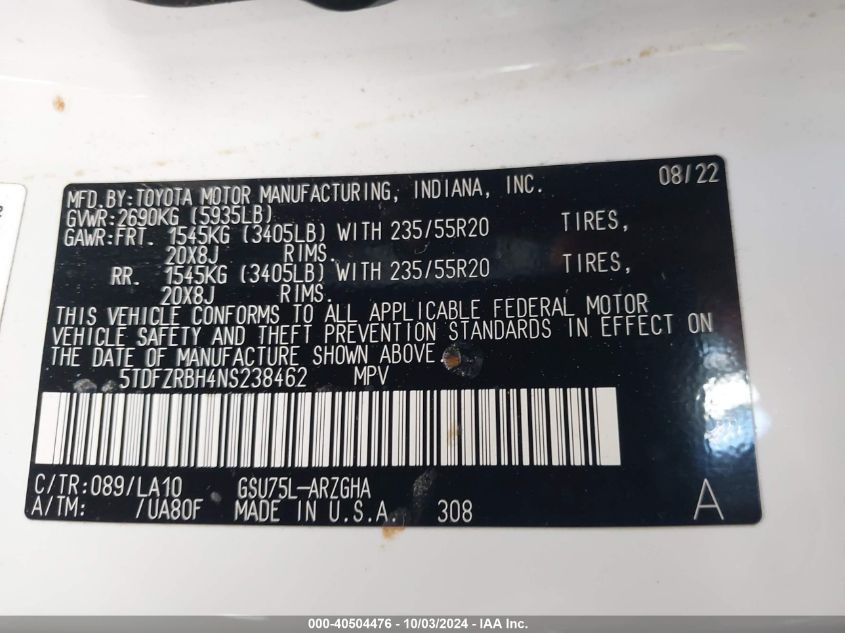 MFD.BY:TOYOTA MOTOR MANUFACTURING, INDIANA, INC. 08/22
GVWR:2690KG (5935LB)
GAWR:FRT. 1545KG (3405LB) WITH 235/55R20 TIRES,
20X8J RIMS.
RR. 1545KG (3405LB) WITH 235/55R20 TIRES,
20X8J RIMS.
THIS VEHICLE CONFORMS TO ALL APPLICABLE FEDERAL MOTOR
VEHICLE SAFETY AND THEFT PREVENTION STANDARDS IN EFFECT ON
THE DATE OF MANUFACTURE SHOWN ABOVE.
5TDFZRBH4NS238462 MPV
C/TR:089/LA10 GSU75L-ARZGHA
A/TM: /UA80F MADE IN U.S.A. 308 A
000-40504476 - 10/03/2024 - IAA Inc.